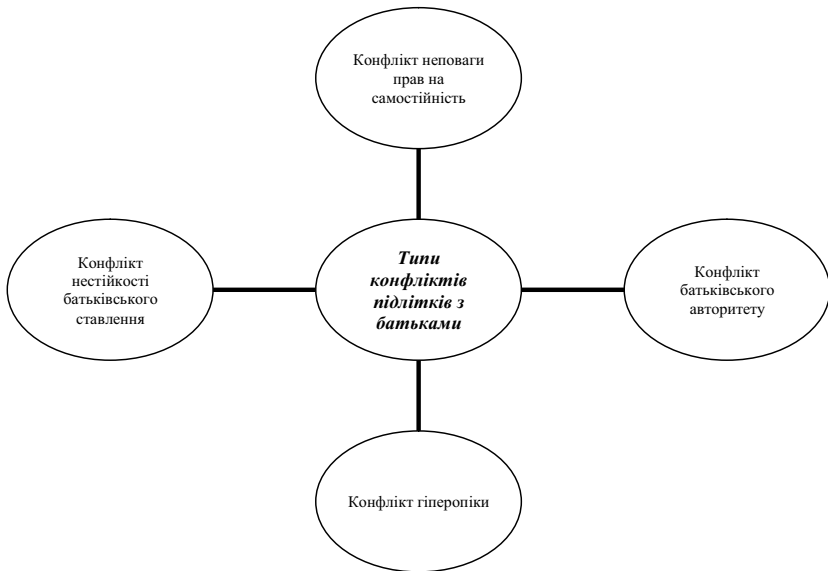 Конфлікт неповаги
прав на
самостійність
Конфлікт
нестійкості
батьківського
ставлення
Типи
конфліктів
підлітків з
батьками
Конфлікт
батьківського
авторитету
Конфлікт гіперопіки